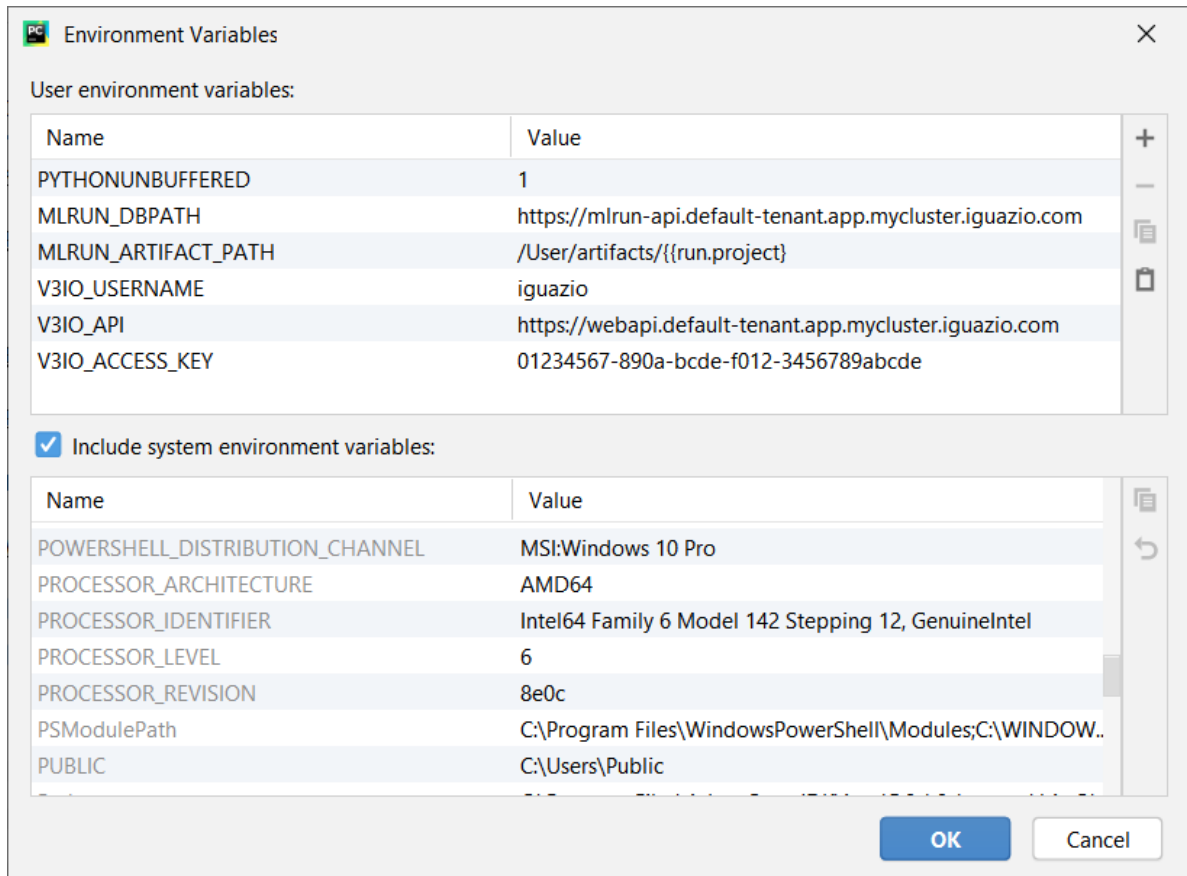 PC
Environment Variables
User environment variables:
Name Value
PYTHONUNBUFFERED 1
MLRUN_DBPATH https://mlrun-api.default-tenant.app.mycluster.iguazio.com
MLRUN_ARTIFACT_PATH /User/artifacts/{{run.project}
V3IO_USERNAME iguazio
V3IO_API https://webapi.default-tenant.app.mycluster.iguazio.com
V3IO_ACCESS_KEY 01234567-890a-bcde-f012-3456789abcde
Include system environment variables:
Name Value
POWERSHELL_DISTRIBUTION_CHANNEL MSI:Windows 10 Pro
PROCESSOR_ARCHITECTURE AMD64
PROCESSOR_IDENTIFIER Intel64 Family 6 Model 142 Stepping 12, GenuineIntel
PROCESSOR_LEVEL 6
PROCESSOR_REVISION 8e0c
PSModulePath C:\Program Files\WindowsPowerShell\Modules;C:\WINDOW..
PUBLIC C:\Users\Public
OK Cancel